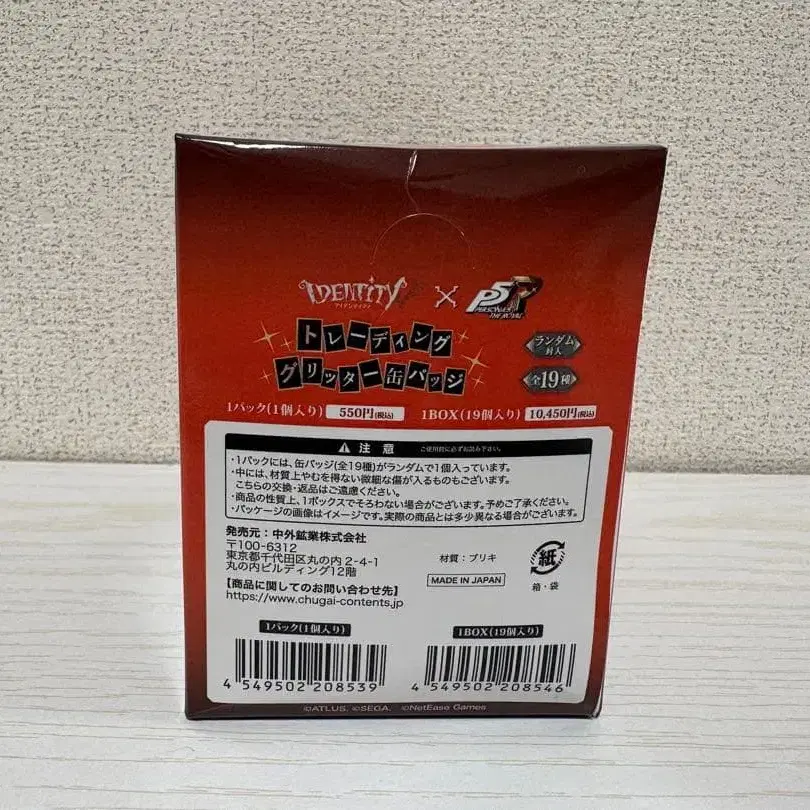 IDENTITY V
アイデンティティ
×
P5R
PERSONA5
THE ROYAL
トレーディング
グリッター缶バッジ
ランダム
封入
全19種
1パック(1個入り) 550円(税込) 1BOX(19個入り) 10,450円(税込)
注意 ご使用前に必ずお読み下さい。
・1パックには、缶バッジ(全19種)がランダムで1個入っています。
・中には、材質上やむを得ない微細な傷が入るものもございます。
こちらの交換・返品はご遠慮ください。
・商品の性質上、1ボックスでそろわない場合がございます。予めご了承ください。
・パッケージの画像はイメージです。実際の商品とは多少異なる場合がございます。
発売元：中外鉱業株式会社
〒100-6312
東京都千代田区丸の内2-4-1
丸の内ビルディング12階
【商品に関してのお問い合わせ先】
https://www.chugai-contents.jp
材質：ブリキ
MADE IN JAPAN
紙
箱・袋
1パック(1個入り)
4 549502 208539
1BOX(19個入り)
4 549502 208546
©ATLUS. ©SEGA. ©NetEase Games